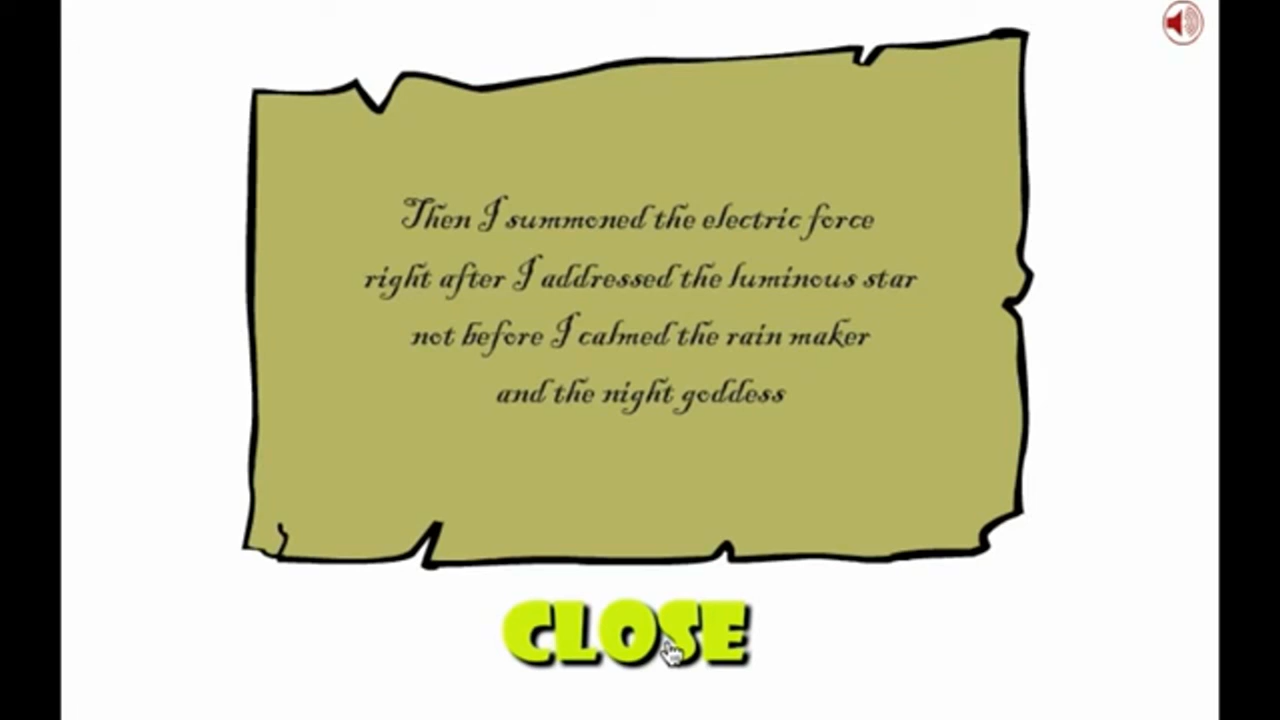 Then I summoned the electric force
right after I addressed the luminous star
not before I calmed the rain maker
and the night goddess
CLOSE